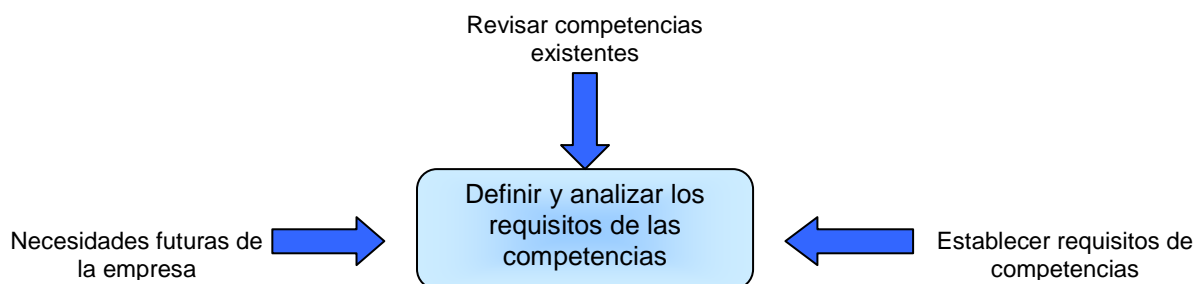 Revisar competencias
existentes
Definir y analizar los
requisitos de las
competencias
Necesidades futuras de
la empresa
Establecer requisitos de
competencias